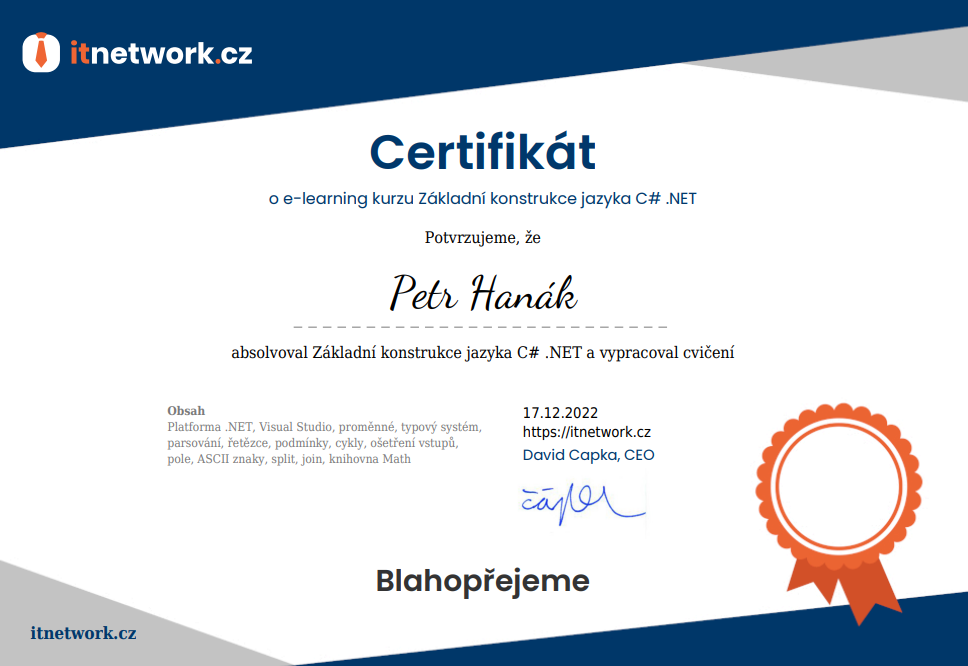 itnetwork.cz
Certifikát
o e-learning kurzu Základní konstrukce jazyka C# .NET
Potvrzujeme, že
Petr Hanák
absolvoval Základní konstrukce jazyka C# .NET a vypracoval cvičení
Obsah
Platforma .NET, Visual Studio, proměnné, typový systém,
parsování, řetězce, podmínky, cykly, ošetření vstupů,
pole, ASCII znaky, split, join, knihovna Math
17.12.2022
https://itnetwork.cz
David Capka, CEO
Blahopřejeme
itnetwork.cz